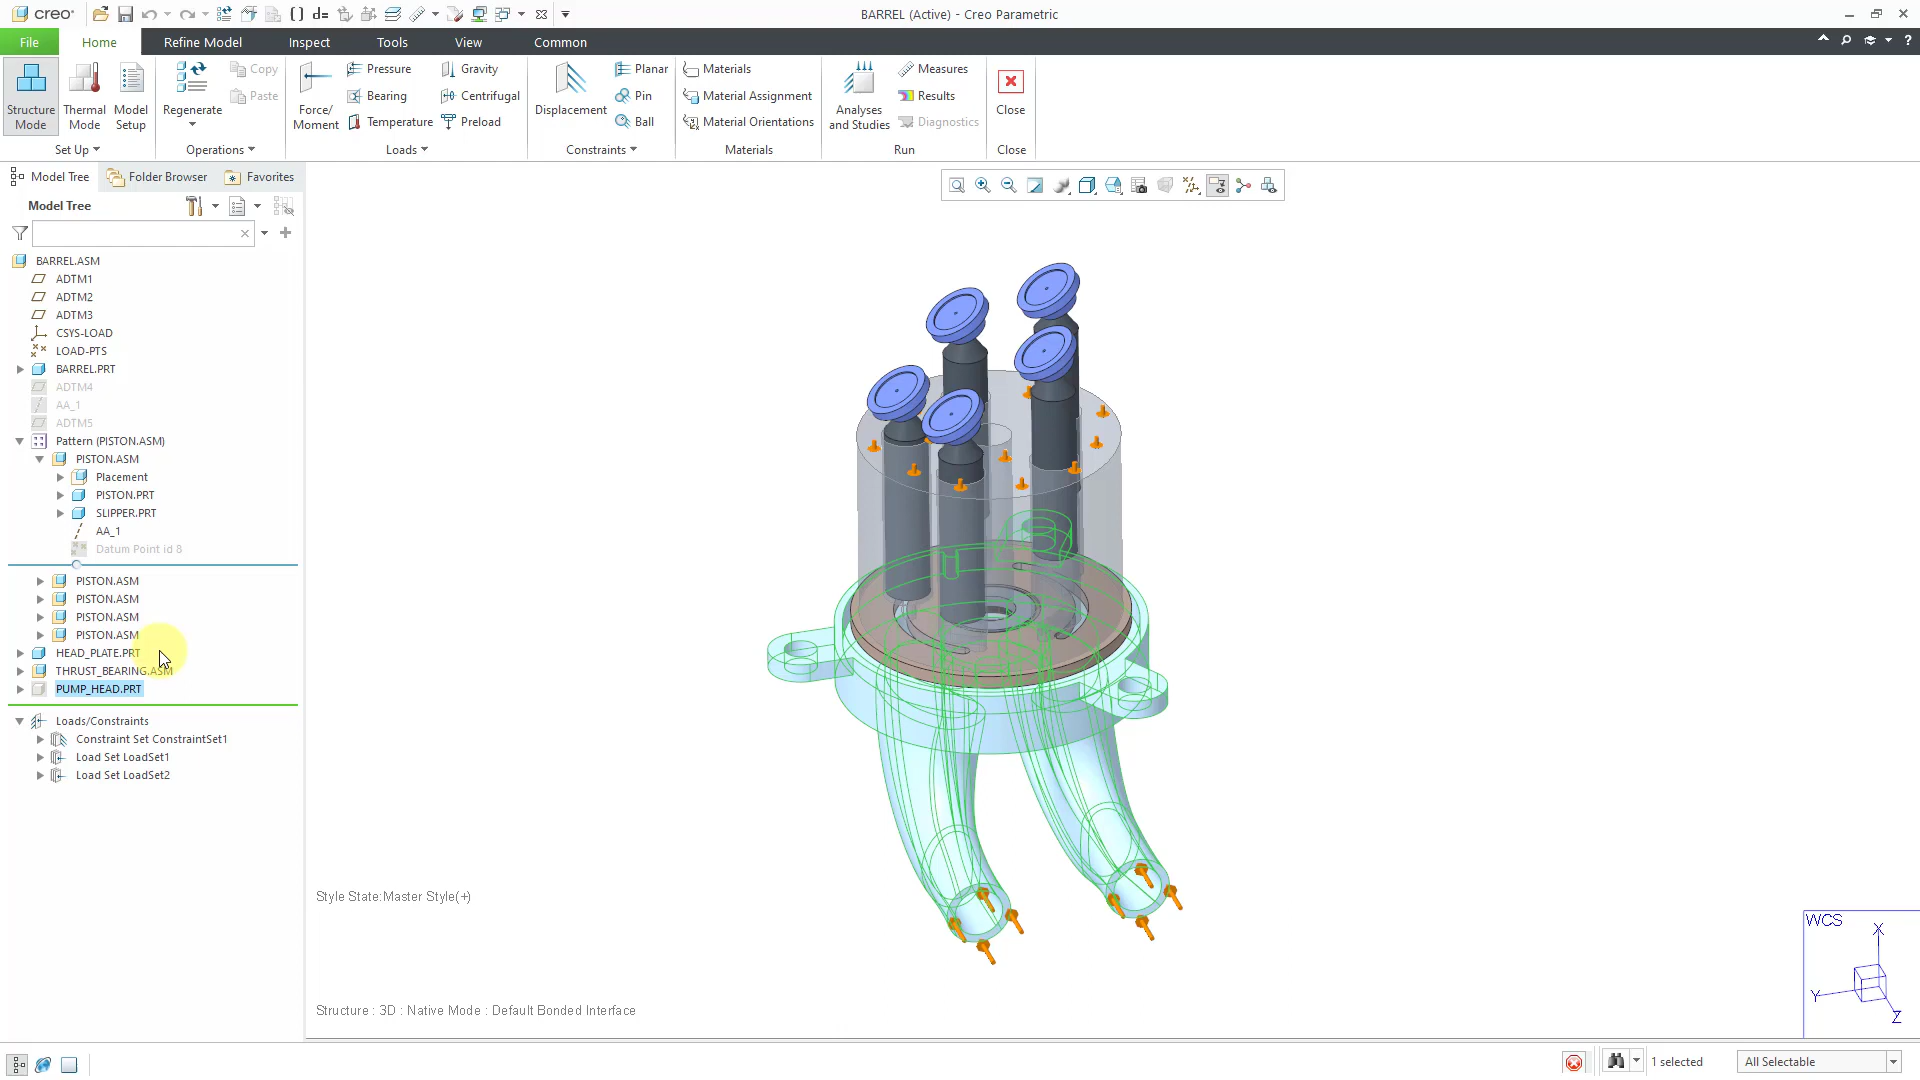 creo
BARREL (Active) - Creo Parametric
File
Home
Refine Model
Inspect
Tools
View
Common
Structure Mode
Thermal Mode
Model Setup
Set Up
Regenerate
Copy
Paste
Operations
Force/ Moment
Pressure
Bearing
Temperature
Gravity
Centrifugal
Preload
Loads
Displacement
Planar
Pin
Ball
Constraints
Materials
Material Assignment
Material Orientations
Materials
Analyses and Studies
Measures
Results
Diagnostics
Run
Close
Close
Model Tree
Folder Browser
Favorites
Model Tree
BARREL.ASM
ADTM1
ADTM2
ADTM3
CSYS-LOAD
LOAD-PTS
BARREL.PRT
ADTM4
AA_1
ADTM5
Pattern (PISTON.ASM)
PISTON.ASM
Placement
PISTON.PRT
SLIPPER.PRT
AA_1
Datum Point id 8
PISTON.ASM
PISTON.ASM
PISTON.ASM
PISTON.ASM
HEAD_PLATE.PRT
THRUST_BEARING.ASM
PUMP_HEAD.PRT
Loads/Constraints
Constraint Set ConstraintSet1
Load Set LoadSet1
Load Set LoadSet2
Style State:Master Style(+)
Structure : 3D : Native Mode : Default Bonded Interface
WCS
X
Y
Z
1 selected
All Selectable